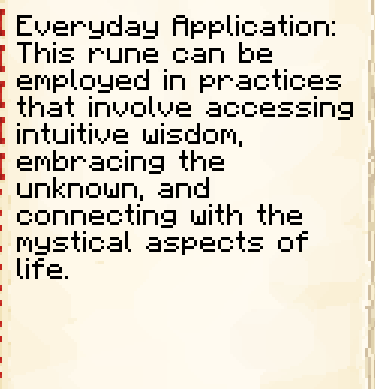 Everyday Application:
This rune can be
employed in practices
that involve accessing
intuitive wisdom,
embracing the
unknown, and
connecting with the
mystical aspects of
life.